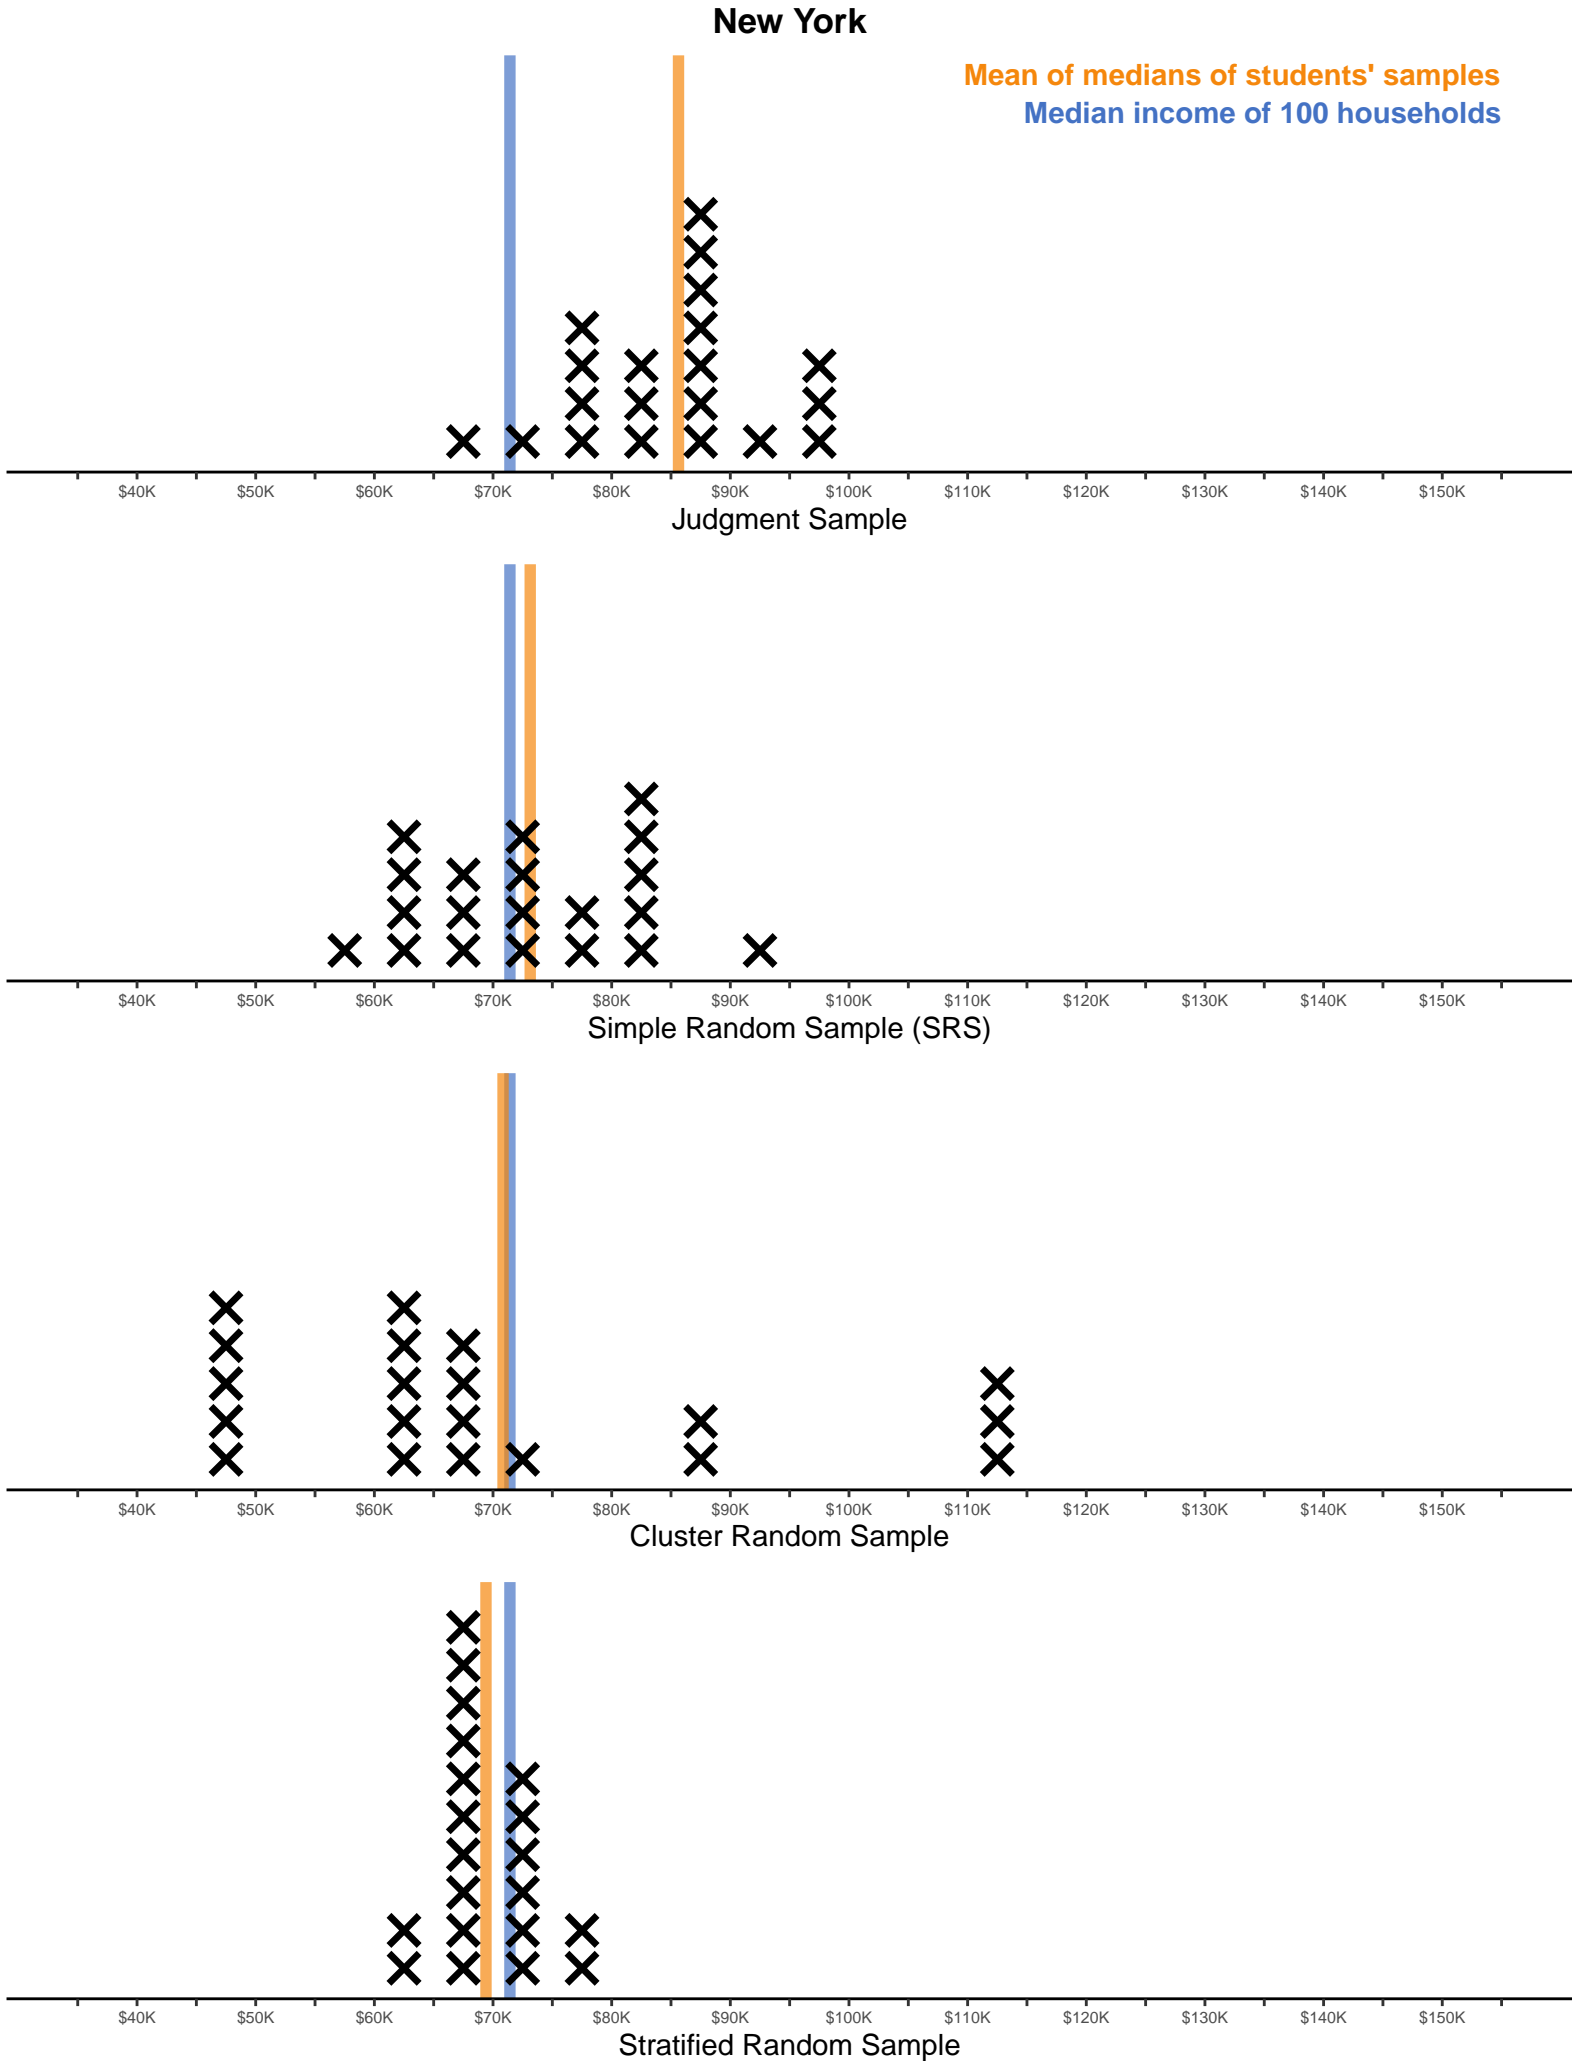 New York
Mean of medians of students' samples
Median income of 100 households
$40K $50K $60K $70K $80K $90K $100K $110K $120K $130K $140K $150K
Judgment Sample
$40K $50K $60K $70K $80K $90K $100K $110K $120K $130K $140K $150K
Simple Random Sample (SRS)
$40K $50K $60K $70K $80K $90K $100K $110K $120K $130K $140K $150K
Cluster Random Sample
$40K $50K $60K $70K $80K $90K $100K $110K $120K $130K $140K $150K
Stratified Random Sample